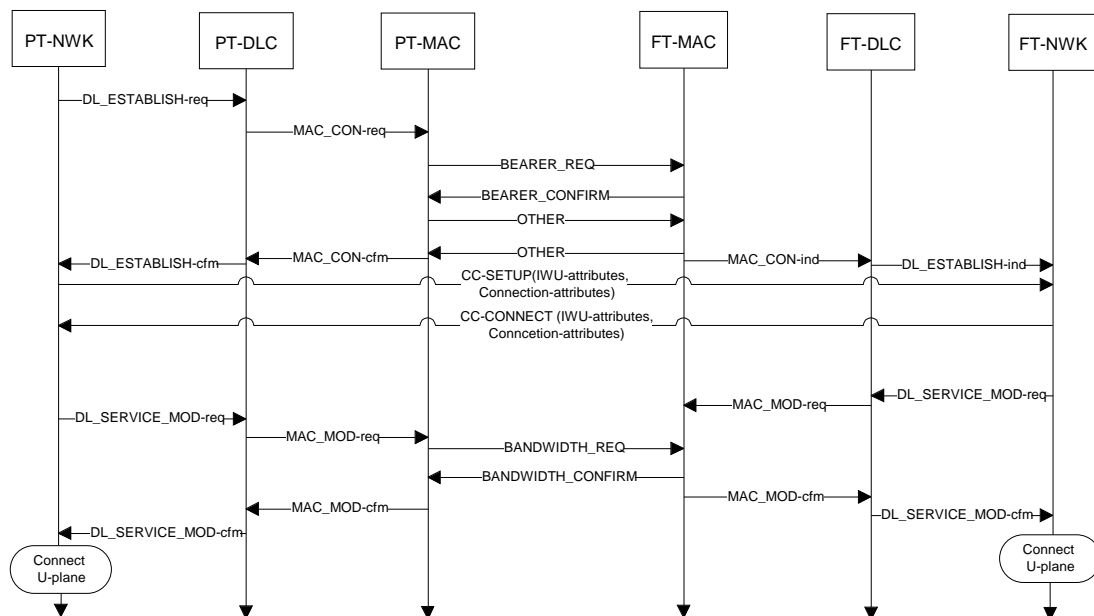 PT-NWK
PT-DLC
PT-MAC
FT-MAC
FT-DLC
FT-NWK
DL_ESTABLISH-req
MAC_CON-req
BEARER_REQ
BEARER_CONFIRM
OTHER
OTHER
MAC_CON-cfm
DL_ESTABLISH-cfm
MAC_CON-ind
DL_ESTABLISH-ind
CC-SETUP(IWU-attributes,
Connection-attributes)
CC-CONNECT (IWU-attributes,
Conncetion-attributes)
DL_SERVICE_MOD-req
MAC_MOD-req
DL_SERVICE_MOD-req
MAC_MOD-req
BANDWIDTH_REQ
BANDWIDTH_CONFIRM
MAC_MOD-cfm
MAC_MOD-cfm
DL_SERVICE_MOD-cfm
DL_SERVICE_MOD-cfm
Connect
U-plane
Connect
U-plane